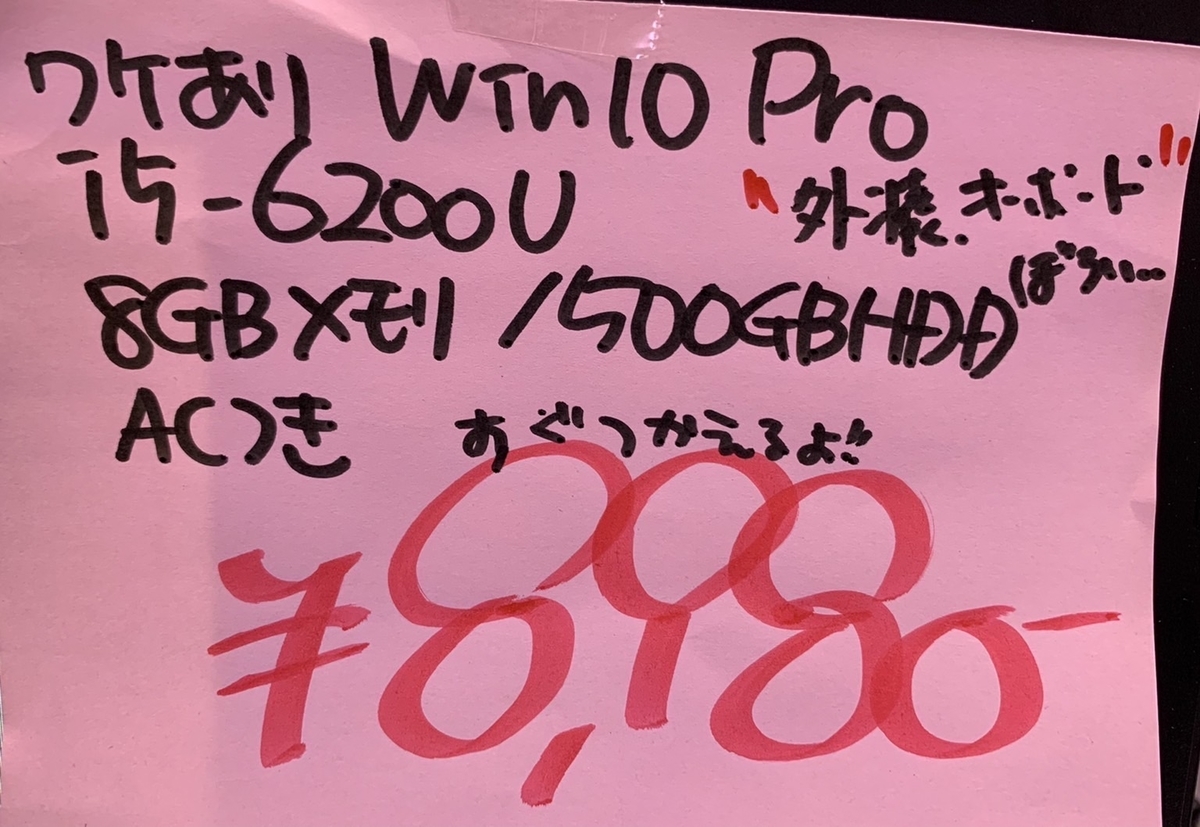 ワケあり Win10 Pro
i5-6200U
"外装.キーボード"
ぼろい...
8GBメモリ/500GBHDD
ACつき すぐつかえるよ!!
¥8,980-